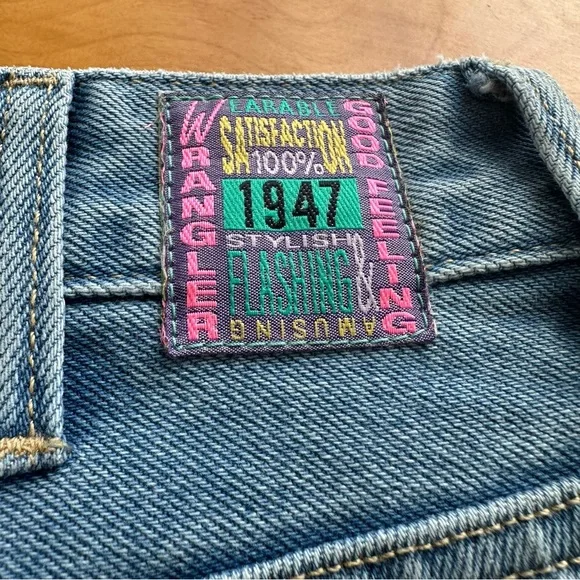 WEARABLE
SATISFACTION
100%
1947
STYLISH
FLASHING &
AMUSING
WRANGLER
GOOD FEELING